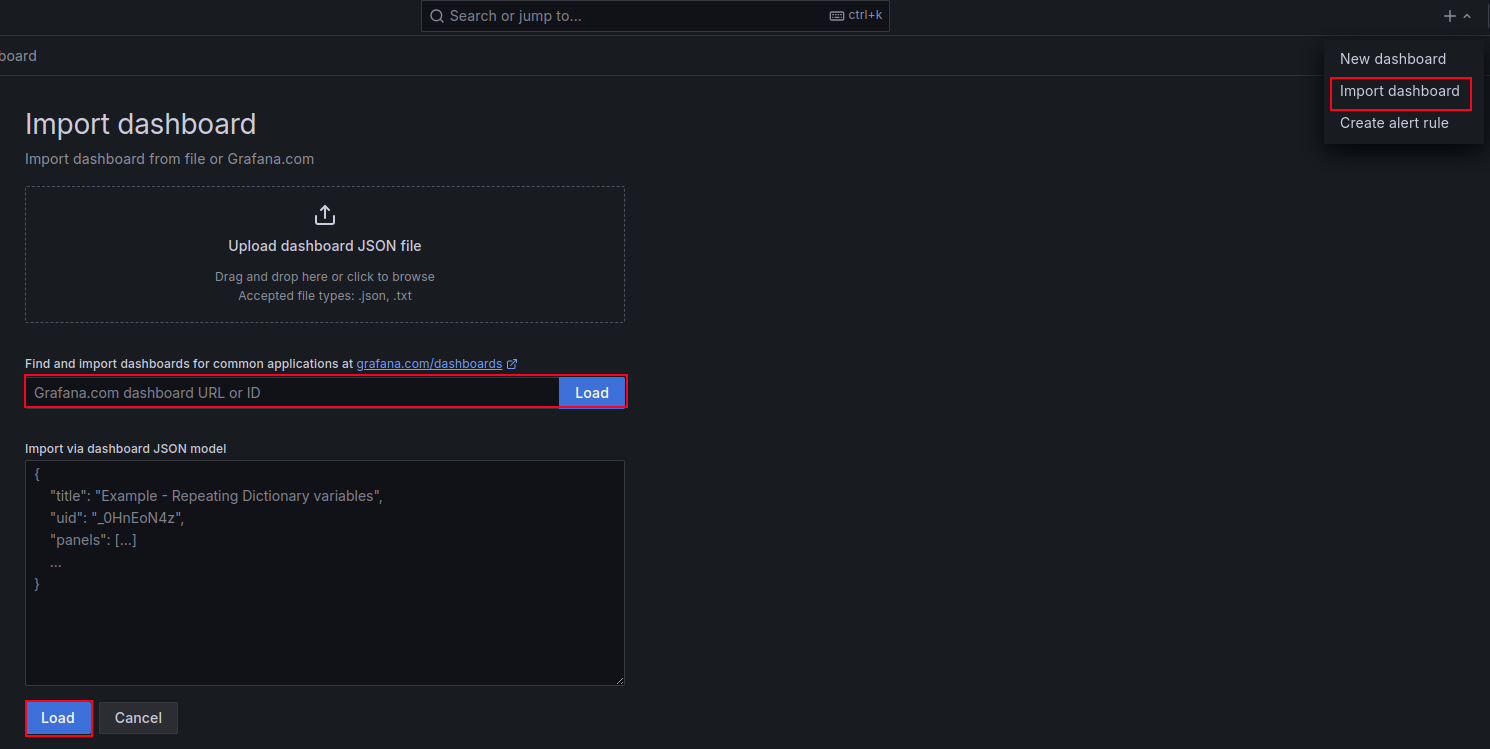 Search or jump to...
ctrl+k
board
New dashboard
Import dashboard
Create alert rule
Import dashboard
Import dashboard from file or Grafana.com
Upload dashboard JSON file
Drag and drop here or click to browse
Accepted file types: .json, .txt
Find and import dashboards for common applications at grafana.com/dashboards
Grafana.com dashboard URL or ID
Load
Import via dashboard JSON model
{
"title": "Example - Repeating Dictionary variables",
"uid": "_0HnEoN4z",
"panels": [...]
...
}
Load
Cancel